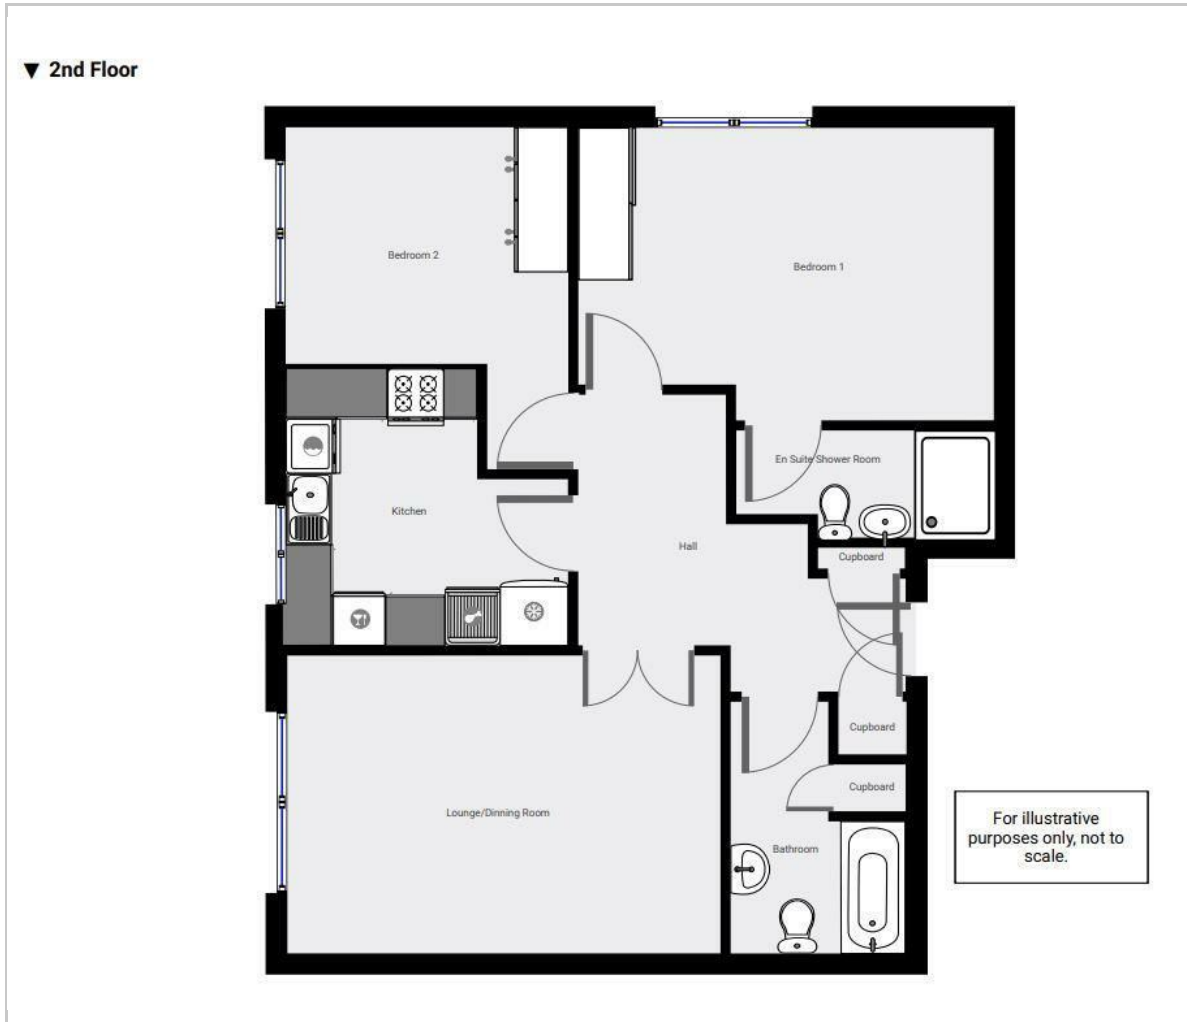 ▼ 2nd Floor
Bedroom 2
Bedroom 1
En Suite Shower Room
Kitchen
Hall
Cupboard
Cupboard
Cupboard
Lounge/Dinning Room
Bathroom
For illustrative
purposes only, not to
scale.